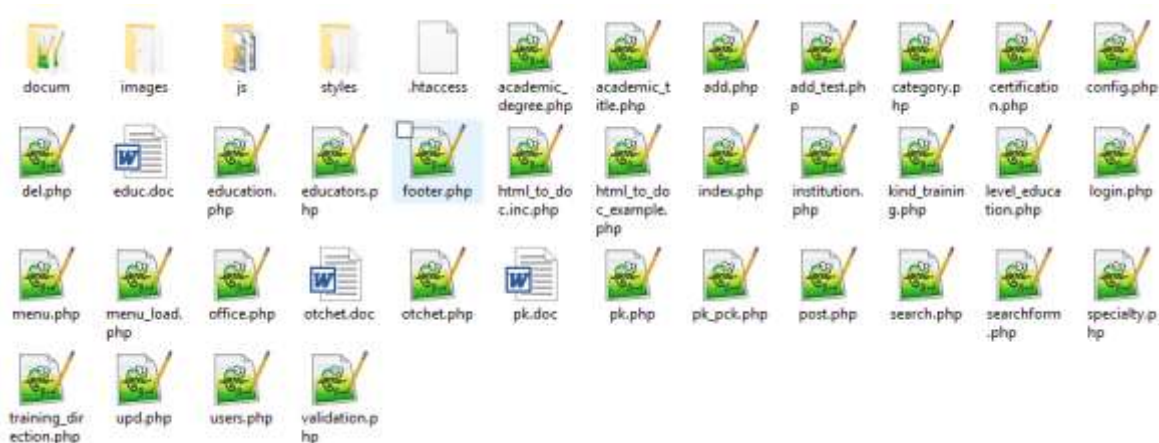 docum images js styles .htaccess academic_ academic_t add.php add_test.ph category.p certificatio config.php
degree.php itle.php p hp n.php
del.php educ.doc education. educators.p footer.php html_to_do html_to_do index.php institution. kind_trainin level_educa login.php
php hp c.inc.php c_example. php g.php tion.php
php
menu.php menu_load. office.php otchet.doc otchet.php pk.doc pk.php pk_pck.php post.php search.php searchform specialty.p
php .php hp
training_dir upd.php users.php validation.p
ection.php hp